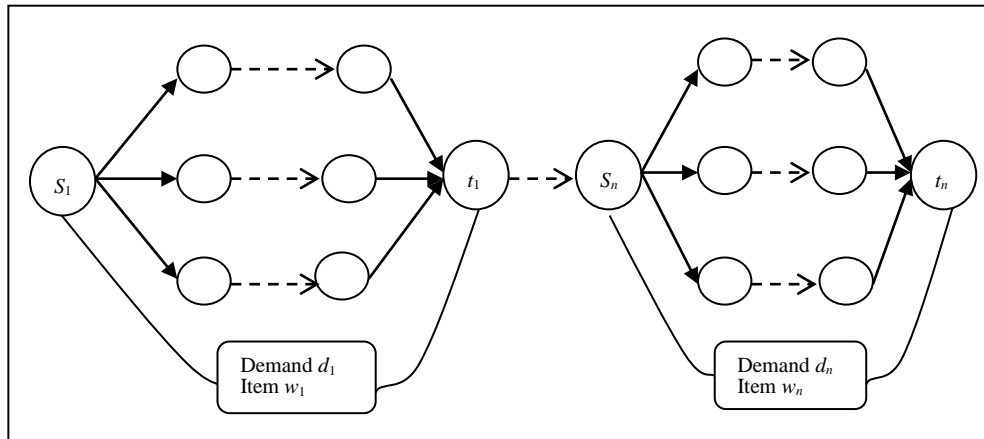 S₁
t₁
Sₙ
tₙ
Demand d₁
Item w₁
Demand dₙ
Item wₙ